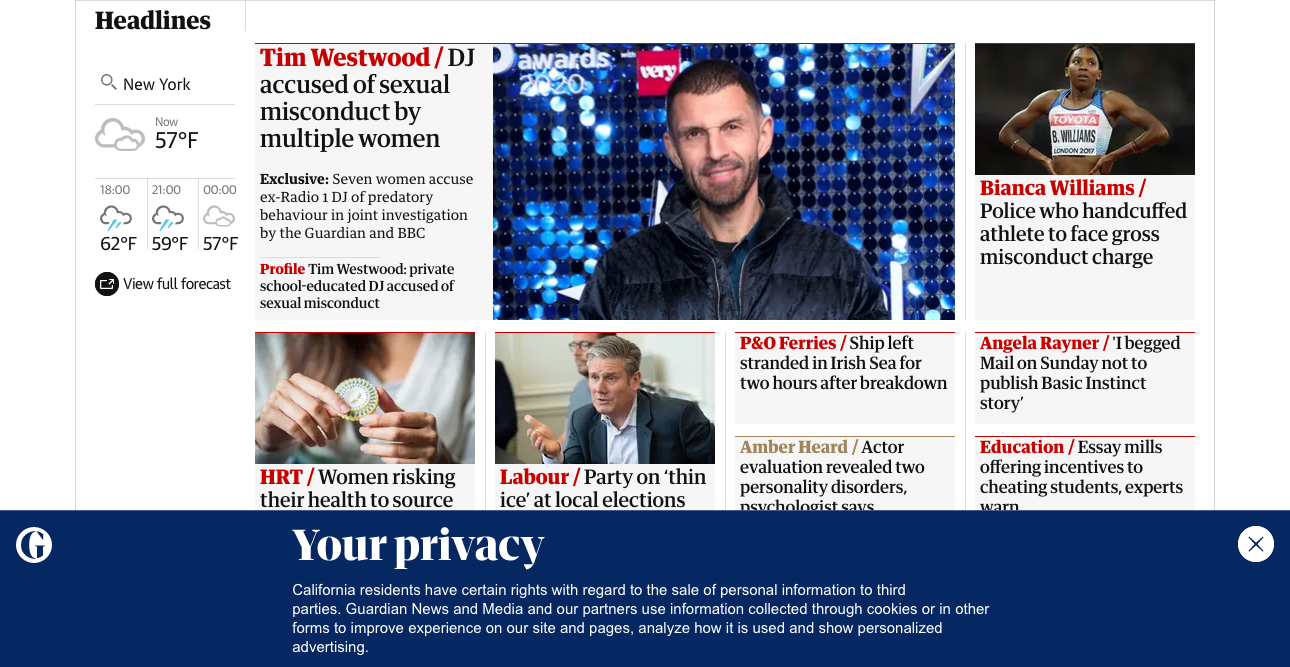 Headlines
New York
Now
57°F
18:00
21:00
00:00
62°F
59°F
57°F
View full forecast
Tim Westwood / DJ
accused of sexual
misconduct by
multiple women
Exclusive: Seven women accuse
ex-Radio 1 DJ of predatory
behaviour in joint investigation
by the Guardian and BBC
Profile Tim Westwood: private
school-educated DJ accused of
sexual misconduct
awards
2020
with
very
TOYOTA
B. WILLIAMS
LONDON 2017
Bianca Williams /
Police who handcuffed
athlete to face gross
misconduct charge
HRT / Women risking
their health to source
Labour / Party on ‘thin
ice’ at local elections
P&O Ferries / Ship left
stranded in Irish Sea for
two hours after breakdown
Angela Rayner / 'I begged
Mail on Sunday not to
publish Basic Instinct
story’
Amber Heard / Actor
evaluation revealed two
personality disorders,
psychologist says
Education / Essay mills
offering incentives to
cheating students, experts
warn
G
Your privacy
California residents have certain rights with regard to the sale of personal information to third
parties. Guardian News and Media and our partners use information collected through cookies or in other
forms to improve experience on our site and pages, analyze how it is used and show personalized
advertising.